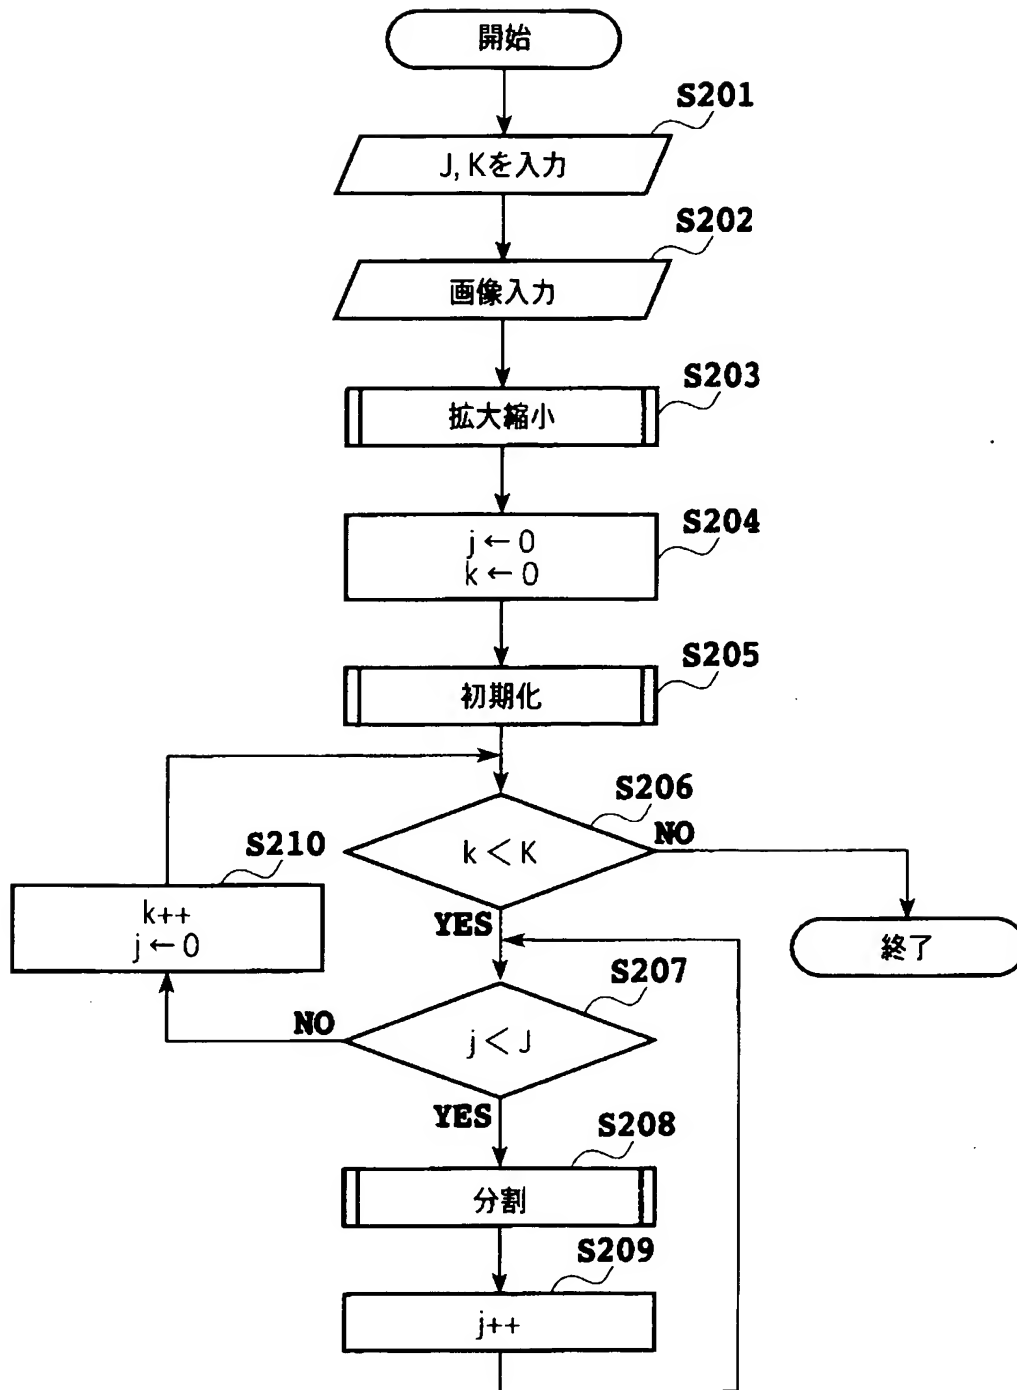 開始
S201
J, Kを入力
S202
画像入力
S203
拡大縮小
S204
j ← 0
k ← 0
S205
初期化
S206
k < K
NO
YES
S210
k++
j ← 0
終了
S207
j < J
NO
YES
S208
分割
S209
j++